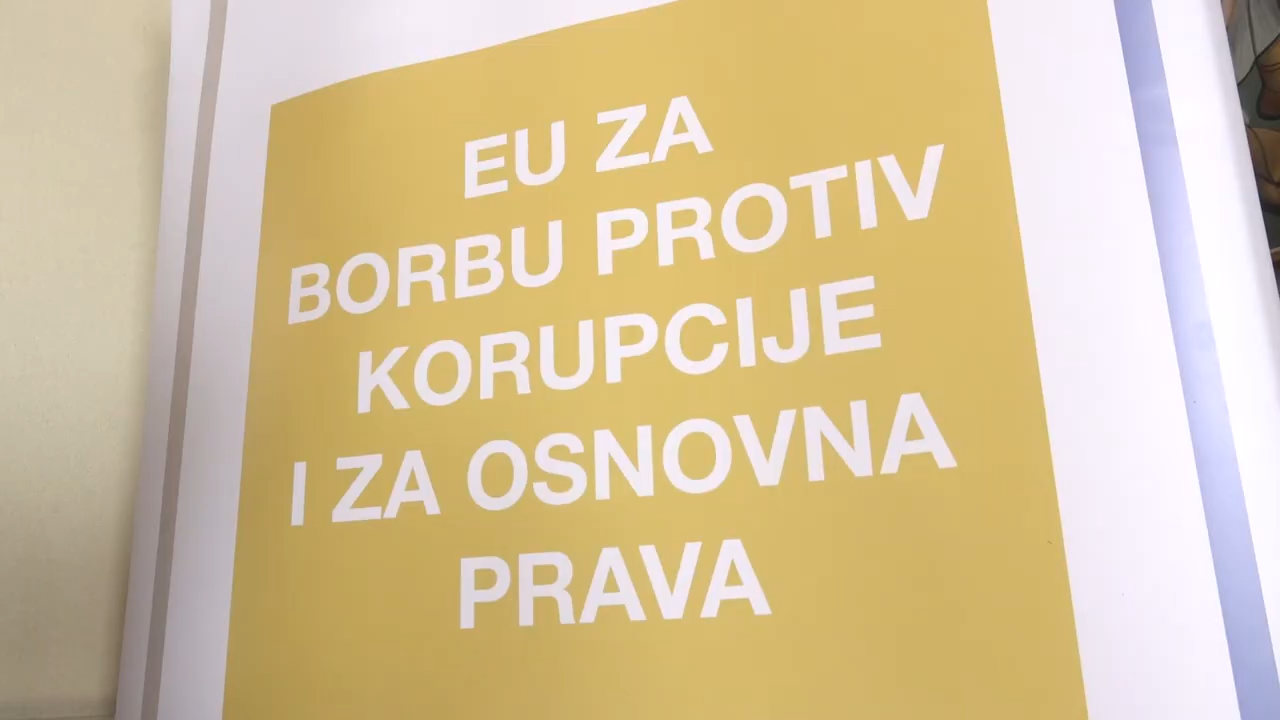 EU ZA
BORBU PROTIV
KORUPCIJE
I ZA OSNOVNA
PRAVA